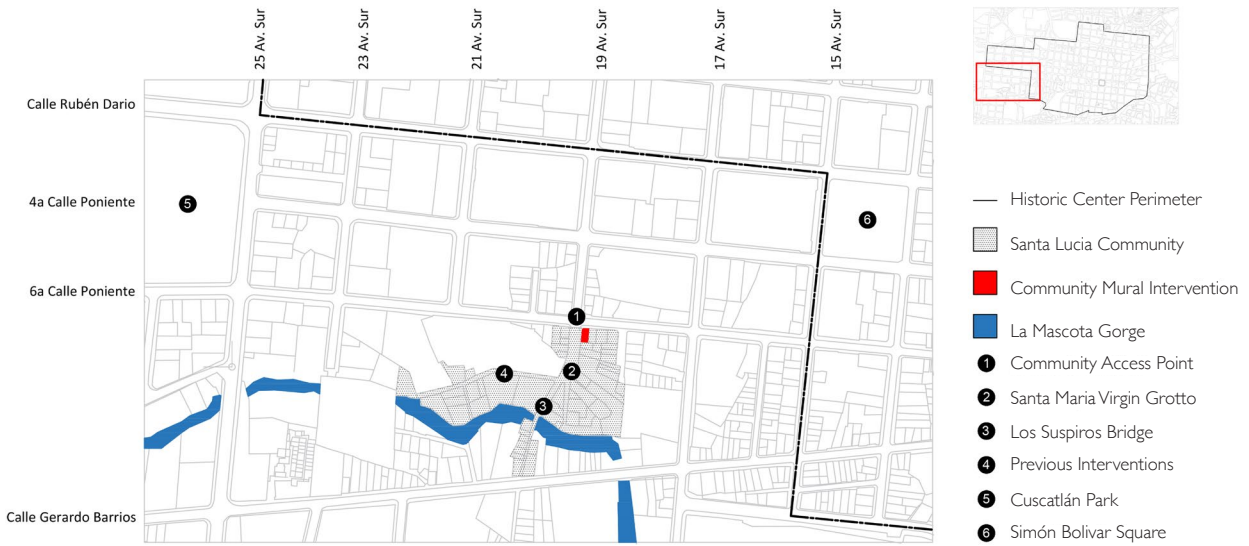 25 Av. Sur
23 Av. Sur
21 Av. Sur
19 Av. Sur
17 Av. Sur
15 Av. Sur
Calle Rubén Dario
4a Calle Poniente
6a Calle Poniente
Calle Gerardo Barrios
5
6
1
4
2
3
Historic Center Perimeter
Santa Lucia Community
Community Mural Intervention
La Mascota Gorge
1 Community Access Point
2 Santa Maria Virgin Grotto
3 Los Suspiros Bridge
4 Previous Interventions
5 Cuscatlán Park
6 Simón Bolivar Square